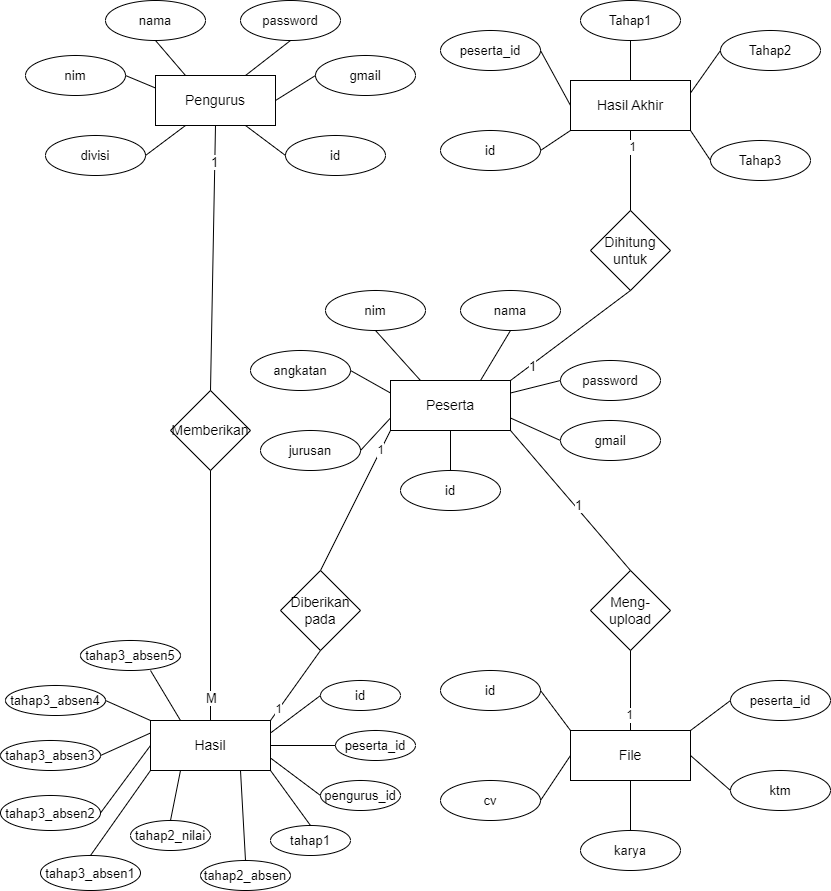 nama
password
Tahap1
peserta_id
Tahap2
nim
gmail
Pengurus
Hasil Akhir
divisi
id
id
Tahap3
1
1
Dihitung
untuk
nim
nama
1
angkatan
password
Peserta
Memberikan
jurusan
gmail
1
id
1
Diberikan
pada
Meng-
upload
tahap3_absen5
tahap3_absen4
M
1
id
id
peserta_id
1
tahap3_absen3
Hasil
peserta_id
File
tahap3_absen2
pengurus_id
cv
ktm
tahap2_nilai
tahap1
karya
tahap3_absen1
tahap2_absen